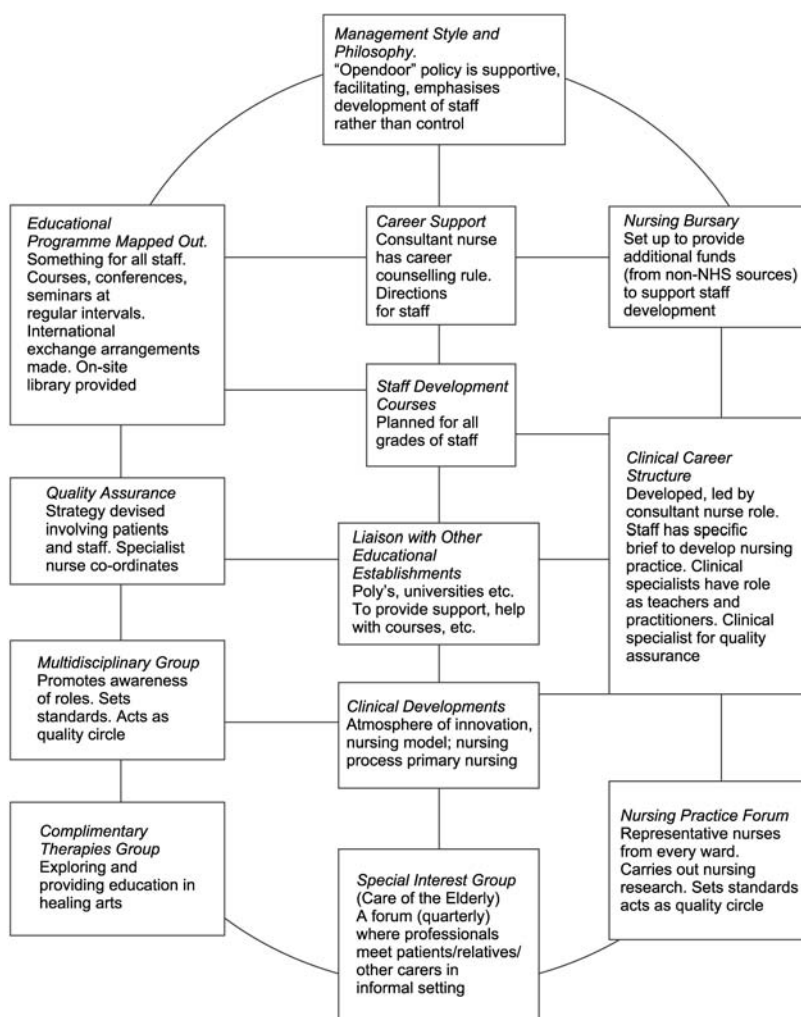 Management Style and
Philosophy.
“Opendoor” policy is supportive,
facilitating, emphasises
development of staff
rather than control
Educational
Programme Mapped Out.
Something for all staff.
Courses, conferences,
seminars at
regular intervals.
International
exchange arrangements
made. On-site
library provided
Career Support
Consultant nurse
has career
counselling rule.
Directions
for staff
Nursing Bursary
Set up to provide
additional funds
(from non-NHS sources)
to support staff
development
Staff Development
Courses
Planned for all
grades of staff
Quality Assurance
Strategy devised
involving patients
and staff. Specialist
nurse co-ordinates
Liaison with Other
Educational
Establishments
Poly's, universities etc.
To provide support, help
with courses, etc.
Clinical Career
Structure
Developed, led by
consultant nurse role.
Staff has specific
brief to develop nursing
practice. Clinical
specialists have role
as teachers and
practitioners. Clinical
specialist for quality
assurance
Multidisciplinary Group
Promotes awareness
of roles. Sets
standards. Acts as
quality circle
Clinical Developments
Atmosphere of innovation,
nursing model; nursing
process primary nursing
Complimentary
Therapies Group
Exploring and
providing education in
healing arts
Special Interest Group
(Care of the Elderly)
A forum (quarterly)
where professionals
meet patients/relatives/
other carers in
informal setting
Nursing Practice Forum
Representative nurses
from every ward.
Carries out nursing
research. Sets standards
acts as quality circle